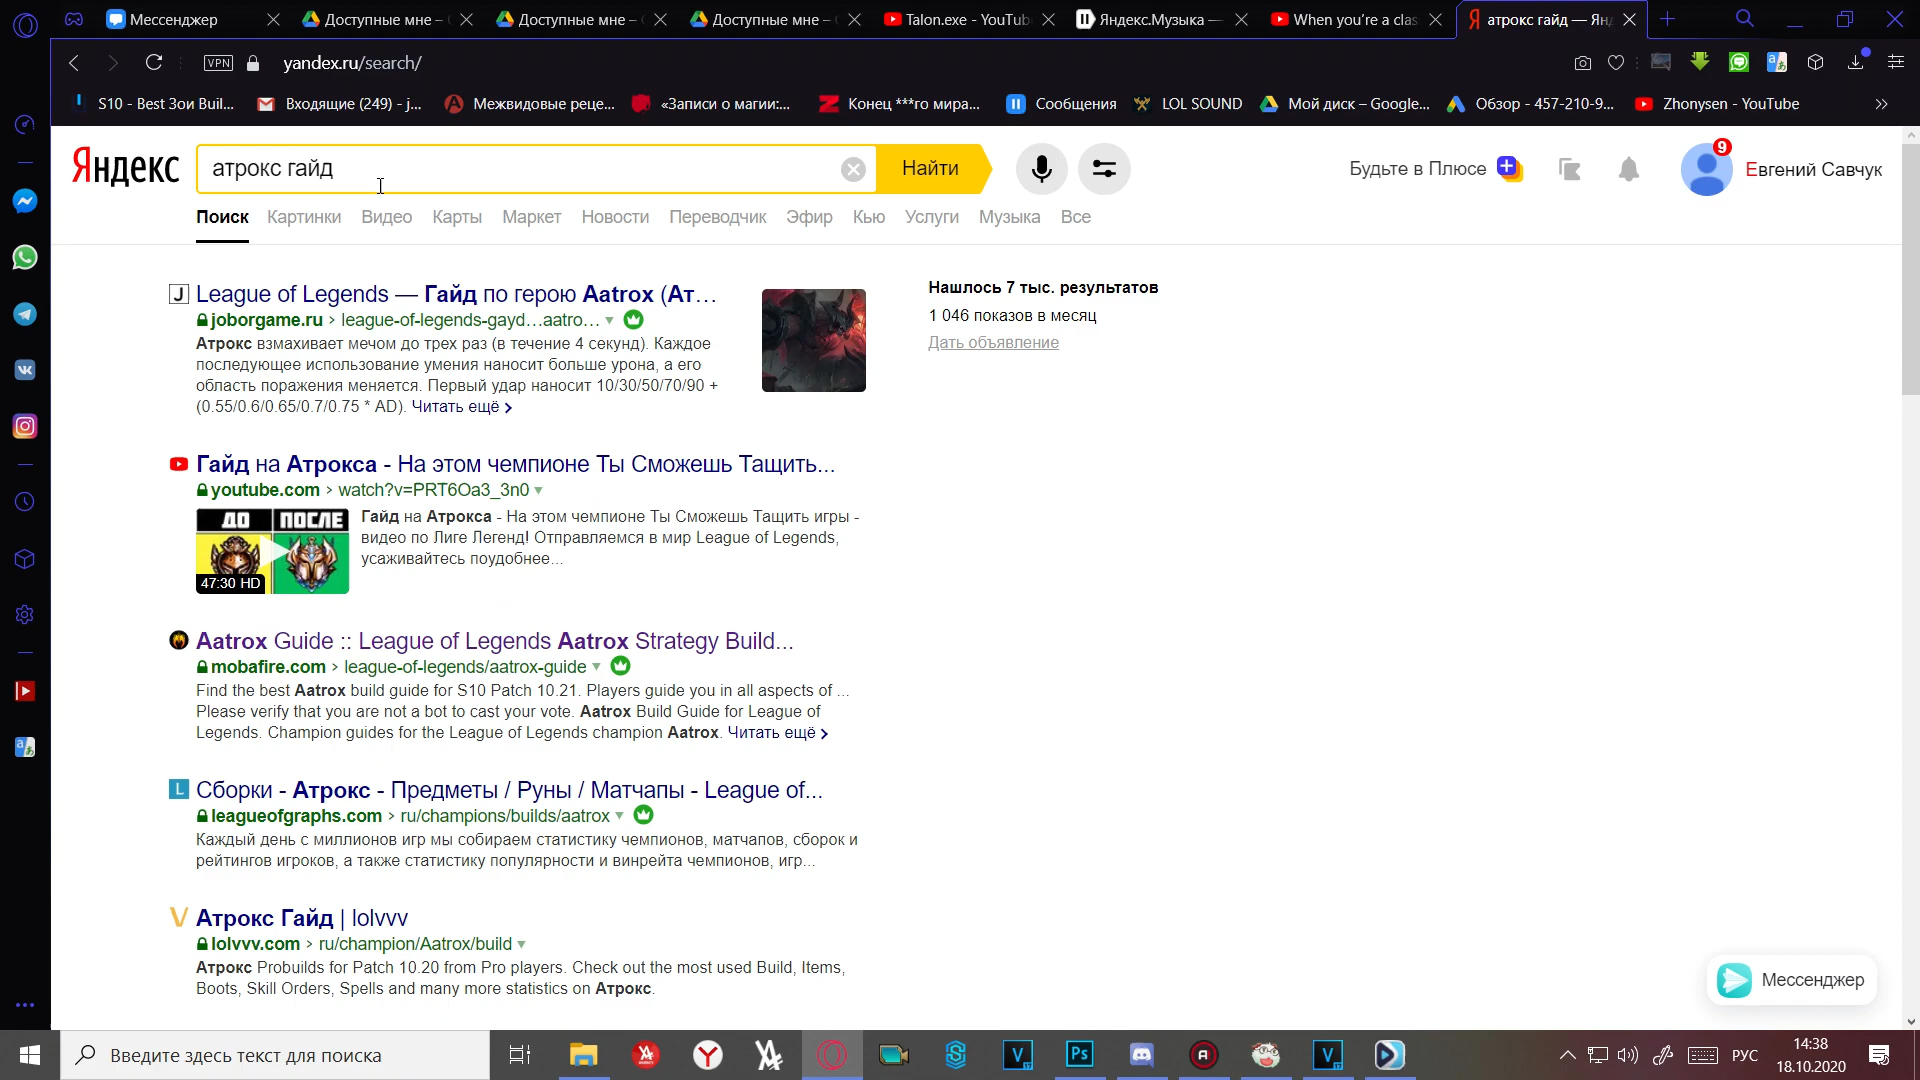 Мессенджер
Доступные мне –
Доступные мне –
Доступные мне –
Talon.exe - YouTub
Яндекс.Музыка —
When you're a clas
атрокс гайд — Ян
VPN
yandex.ru/search/
S10 - Best Зои Buil...
Входящие (249) - j...
Межвидовые реце...
«Записи о магии:...
Конец ***го мира...
Сообщения
LOL SOUND
Мой диск – Google...
Обзор - 457-210-9...
Zhonysen - YouTube
Яндекс
атрокс гайд
Найти
Будьте в Плюсе
9
Евгений Савчук
Поиск Картинки Видео Карты Маркет Новости Переводчик Эфир Кью Услуги Музыка Все
League of Legends — Гайд по герою Aatrox (Ат...
joborgame.ru › league-of-legends-gayd…aatro...
Атрокс взмахивает мечом до трех раз (в течение 4 секунд). Каждое
последующее использование умения наносит больше урона, а его
область поражения меняется. Первый удар наносит 10/30/50/70/90 +
(0.55/0.6/0.65/0.7/0.75 * AD). Читать ещё ›
Нашлось 7 тыс. результатов
1 046 показов в месяц
Дать объявление
Гайд на Атрокса - На этом чемпионе Ты Сможешь Тащить...
youtube.com › watch?v=PRT6Oa3_3n0
ДО ПОСЛЕ
47:30 HD
Гайд на Атрокса - На этом чемпионе Ты Сможешь Тащить игры -
видео по Лиге Легенд! Отправляемся в мир League of Legends,
усаживайтесь поудобнее...
Aatrox Guide :: League of Legends Aatrox Strategy Build...
mobafire.com › league-of-legends/aatrox-guide
Find the best Aatrox build guide for S10 Patch 10.21. Players guide you in all aspects of ...
Please verify that you are not a bot to cast your vote. Aatrox Build Guide for League of
Legends. Champion guides for the League of Legends champion Aatrox. Читать ещё ›
Сборки - Атрокс - Предметы / Руны / Матчапы - League of...
leagueofgraphs.com › ru/champions/builds/aatrox
Каждый день с миллионов игр мы собираем статистику чемпионов, матчапов, сборок и
рейтингов игроков, а также статистику популярности и винрейта чемпионов, игр...
Атрокс Гайд | lolvvv
lolvvv.com › ru/champion/Aatrox/build
Атрокс Probuilds for Patch 10.20 from Pro players. Check out the most used Build, Items,
Boots, Skill Orders, Spells and many more statistics on Атрокс.
Мессенджер
Введите здесь текст для поиска
РУС
14:38
18.10.2020